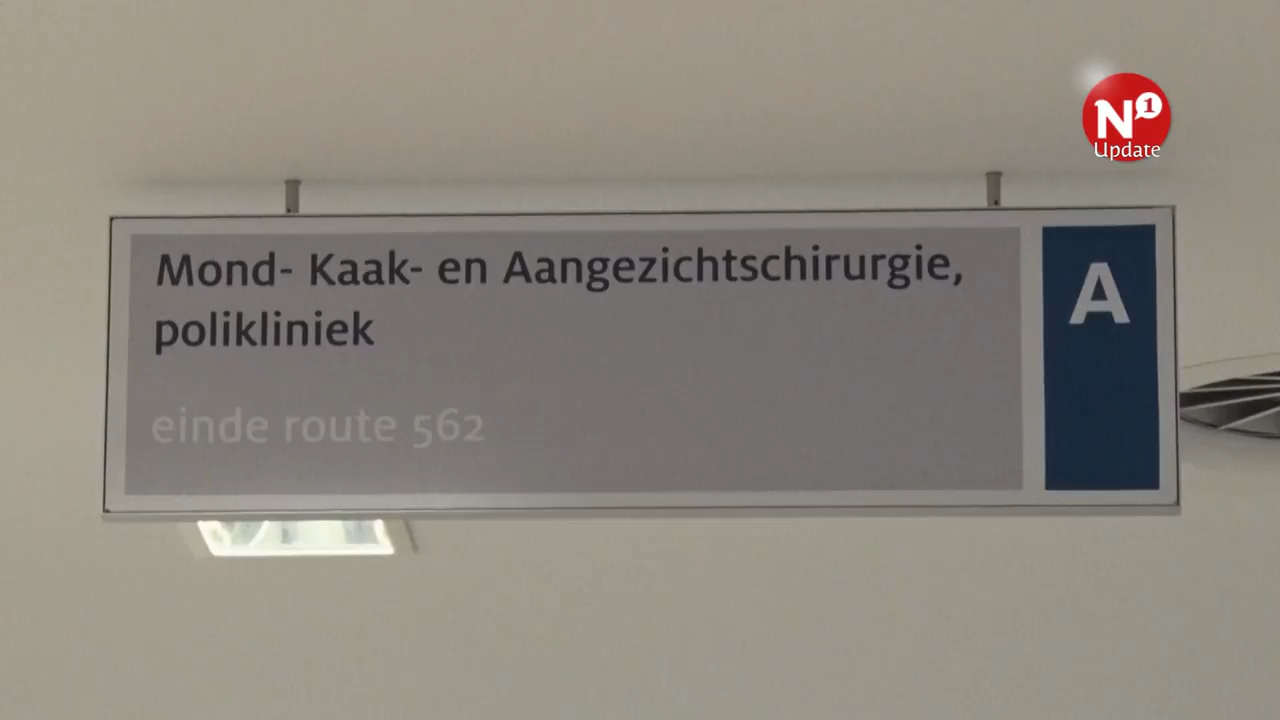 N1
Update
Mond- Kaak- en Aangezichtschirurgie,
polikliniek
einde route 562
A